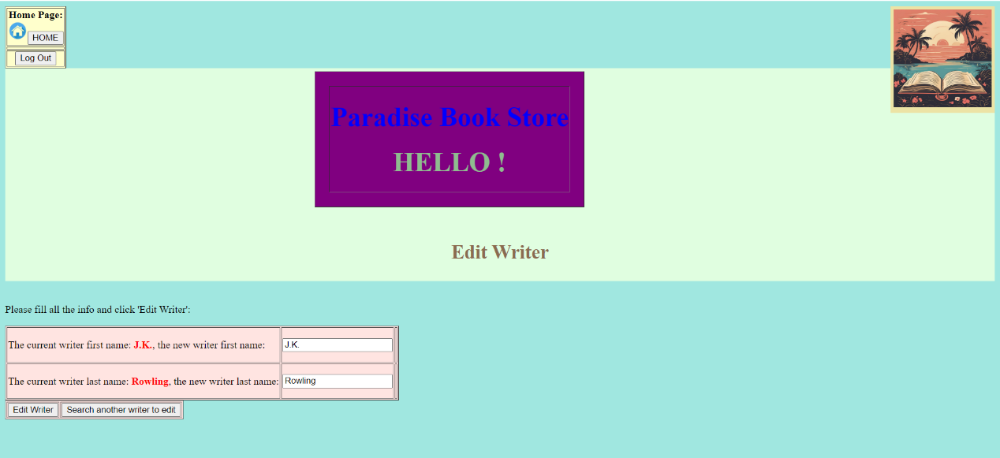 Home Page:
HOME
Log Out
Paradise Book Store
HELLO !
Edit Writer
Please fill all the info and click 'Edit Writer':
The current writer first name: J.K., the new writer first name: J.K.
The current writer last name: Rowling, the new writer last name: Rowling
Edit Writer Search another writer to edit